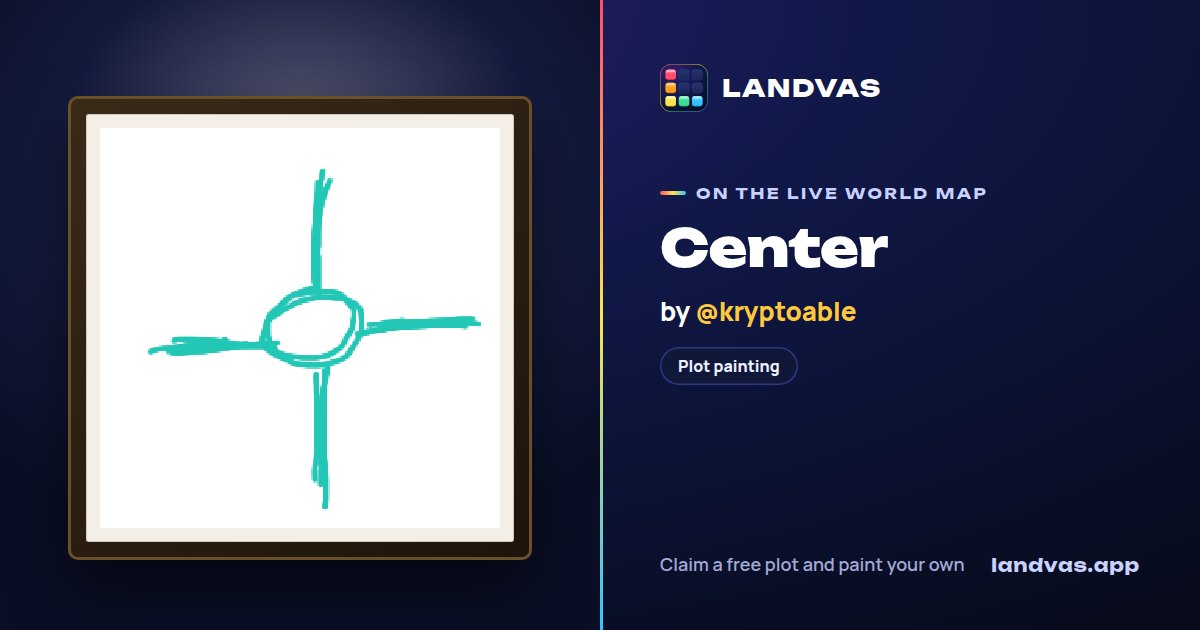 LANDVAS
ON THE LIVE WORLD MAP
Center
by @kryptoable
Plot painting
Claim a free plot and paint your own landvas.app